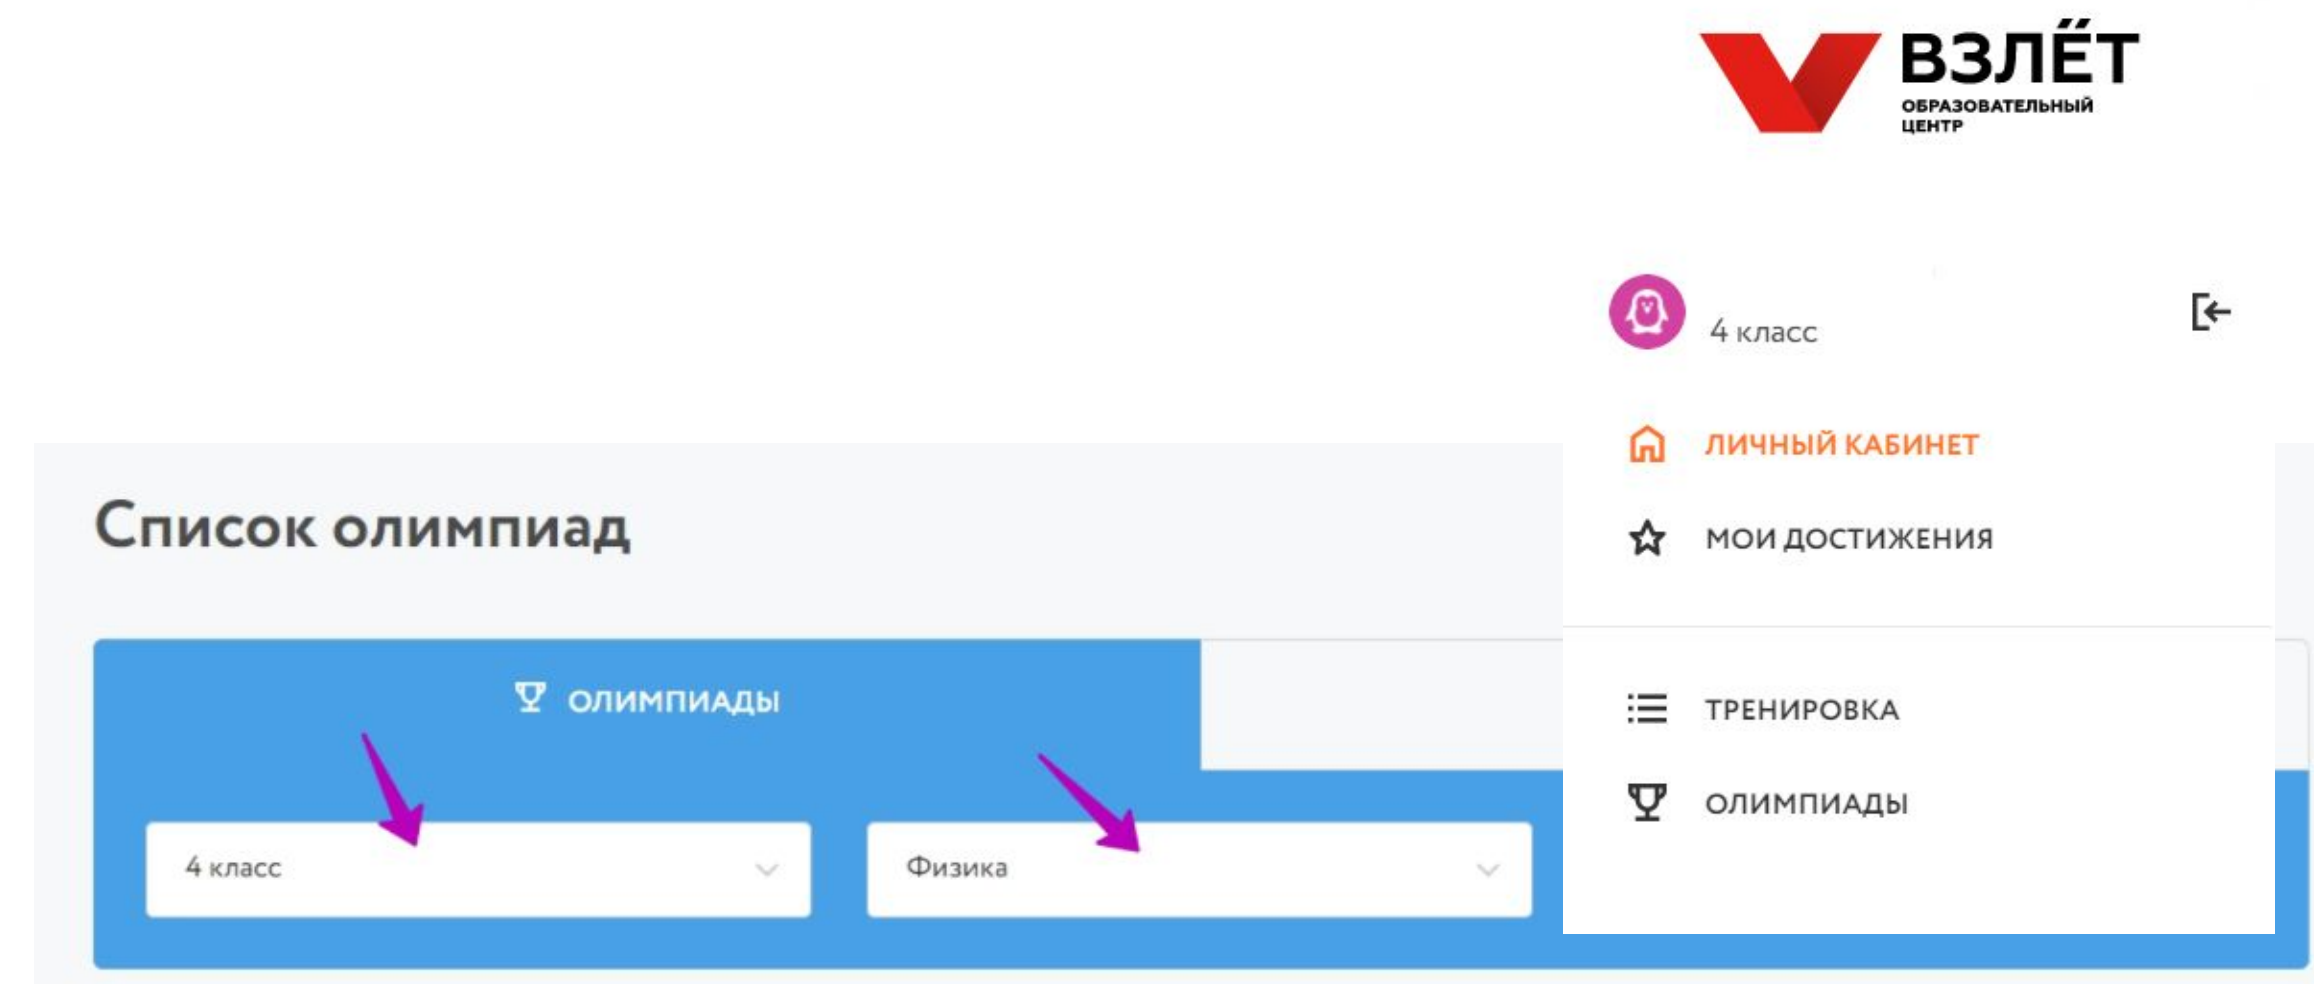 ВЗЛЁТ
ОБРАЗОВАТЕЛЬНЫЙ
ЦЕНТР
4 класс
ЛИЧНЫЙ КАБИНЕТ
МОИ ДОСТИЖЕНИЯ
ТРЕНИРОВКА
ОЛИМПИАДЫ
Список олимпиад
ОЛИМПИАДЫ
4 класс
Физика